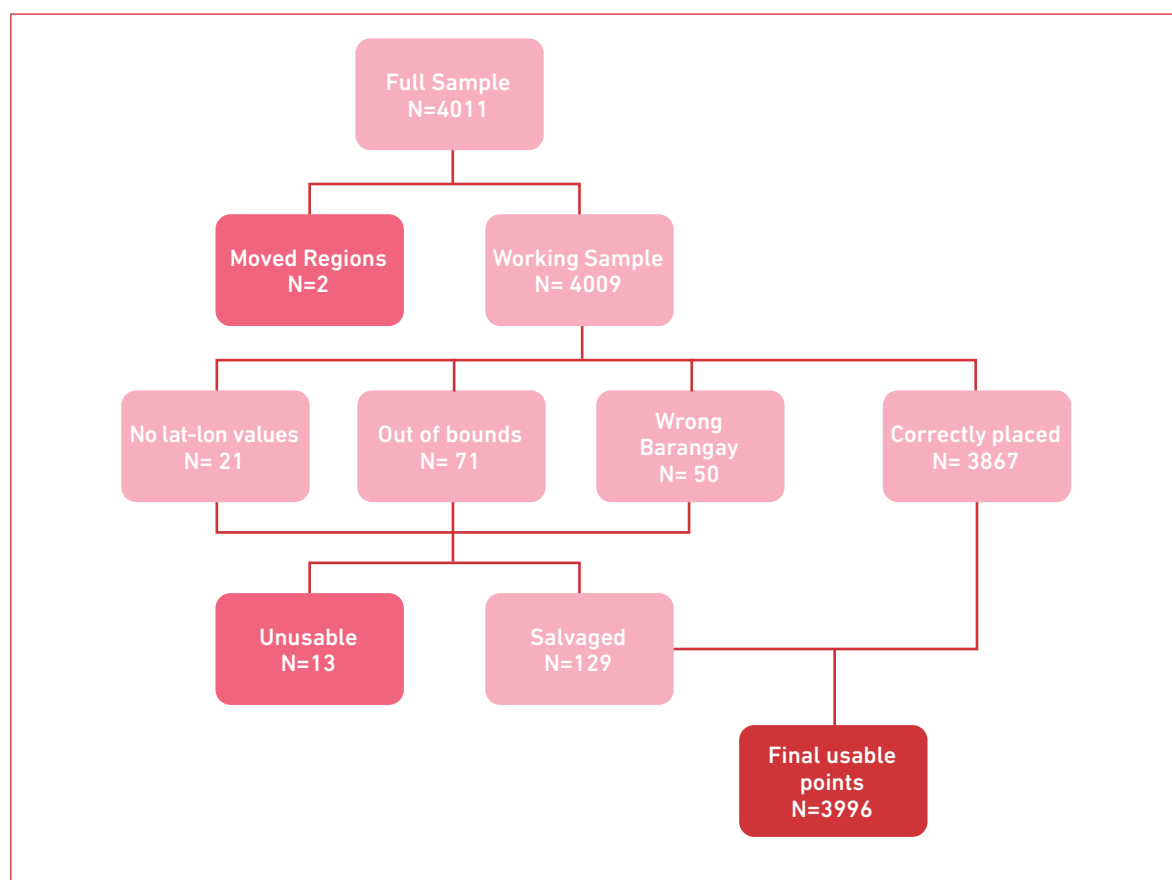 Full Sample
N=4011
Moved Regions
N=2
Working Sample
N= 4009
No lat-lon values
N= 21
Out of bounds
N= 71
Wrong
Barangay
N= 50
Correctly placed
N= 3867
Unusable
N=13
Salvaged
N=129
Final usable
points
N=3996